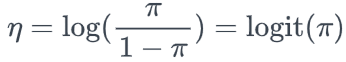 η = log(π / (1 − π)) = logit(π)